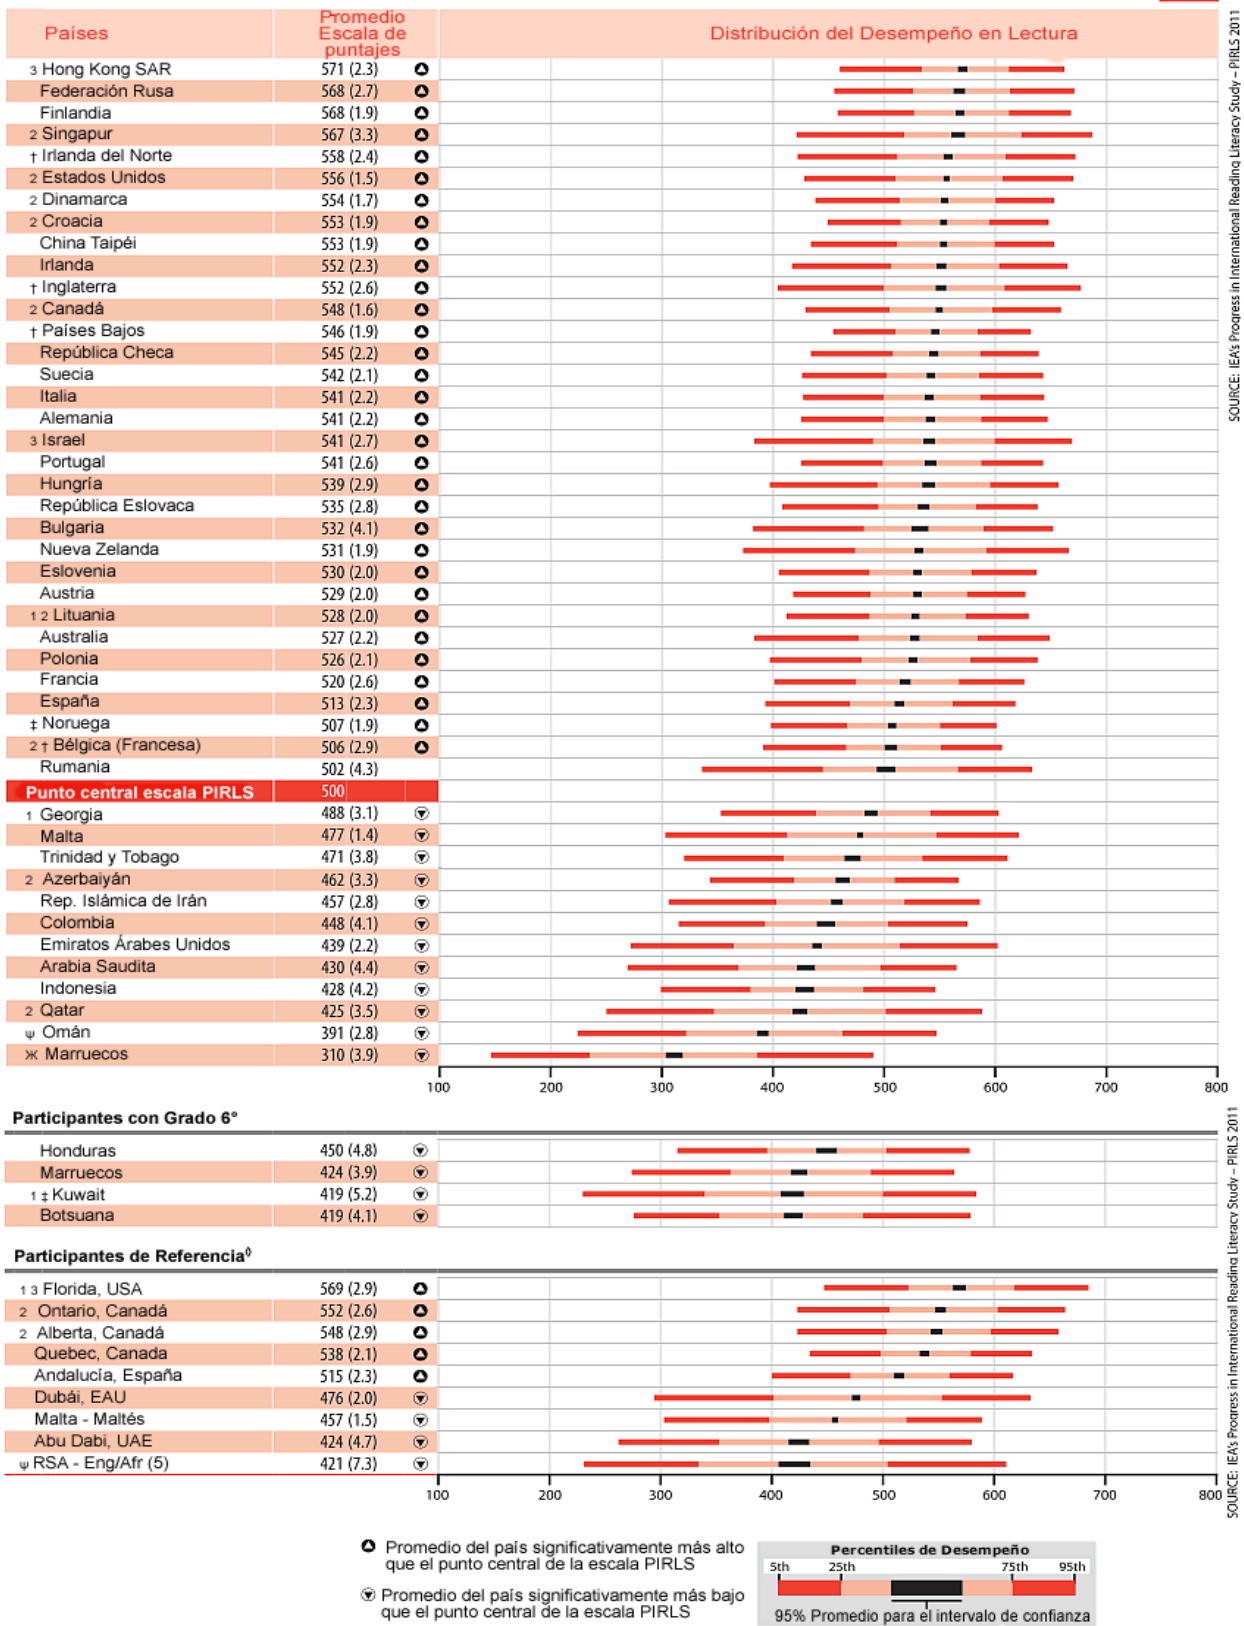 Países
Promedio
Escala de
puntajes
Distribución del Desempeño en Lectura
3 Hong Kong SAR 571 (2.3)
Federación Rusa 568 (2.7)
Finlandia 568 (1.9)
2 Singapur 567 (3.3)
† Irlanda del Norte 558 (2.4)
2 Estados Unidos 556 (1.5)
2 Dinamarca 554 (1.7)
2 Croacia 553 (1.9)
China Taipéi 553 (1.9)
Irlanda 552 (2.3)
† Inglaterra 552 (2.6)
2 Canadá 548 (1.6)
† Países Bajos 546 (1.9)
República Checa 545 (2.2)
Suecia 542 (2.1)
Italia 541 (2.2)
Alemania 541 (2.2)
3 Israel 541 (2.7)
Portugal 541 (2.6)
Hungría 539 (2.9)
República Eslovaca 535 (2.8)
Bulgaria 532 (4.1)
Nueva Zelanda 531 (1.9)
Eslovenia 530 (2.0)
Austria 529 (2.0)
1 2 Lituania 528 (2.0)
Australia 527 (2.2)
Polonia 526 (2.1)
Francia 520 (2.6)
España 513 (2.3)
‡ Noruega 507 (1.9)
2 † Bélgica (Francesa) 506 (2.9)
Rumania 502 (4.3)
Punto central escala PIRLS 500
1 Georgia 488 (3.1)
Malta 477 (1.4)
Trinidad y Tobago 471 (3.8)
2 Azerbaiyán 462 (3.3)
Rep. Islámica de Irán 457 (2.8)
Colombia 448 (4.1)
Emiratos Árabes Unidos 439 (2.2)
Arabia Saudita 430 (4.4)
Indonesia 428 (4.2)
2 Qatar 425 (3.5)
ψ Omán 391 (2.8)
Ж Marruecos 310 (3.9)
100 200 300 400 500 600 700 800
SOURCE: IEA's Progress in International Reading Literacy Study – PIRLS 2011
Participantes con Grado 6°
Honduras 450 (4.8)
Marruecos 424 (3.9)
1 ‡ Kuwait 419 (5.2)
Botsuana 419 (4.1)
Participantes de Referencia◊
1 3 Florida, USA 569 (2.9)
2 Ontario, Canadá 552 (2.6)
2 Alberta, Canadá 548 (2.9)
Quebec, Canada 538 (2.1)
Andalucía, España 515 (2.3)
Dubái, EAU 476 (2.0)
Malta - Maltés 457 (1.5)
Abu Dabi, UAE 424 (4.7)
ψ RSA - Eng/Afr (5) 421 (7.3)
100 200 300 400 500 600 700 800
SOURCE: IEA's Progress in International Reading Literacy Study – PIRLS 2011
Promedio del país significativamente más alto
que el punto central de la escala PIRLS
Promedio del país significativamente más bajo
que el punto central de la escala PIRLS
Percentiles de Desempeño
5th 25th 75th 95th
95% Promedio para el intervalo de confianza